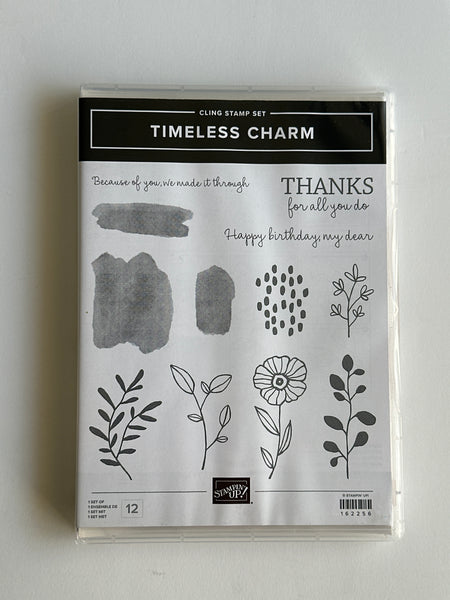 CLING STAMP SET
TIMELESS CHARM
Because of you, we made it through
THANKS
for all you do
Happy birthday, my dear
STAMPIN' UP!
1 SET OF
1 ENSEMBLE DE
1 SET MIT
1 SET MET
12
© STAMPIN' UP!
162256